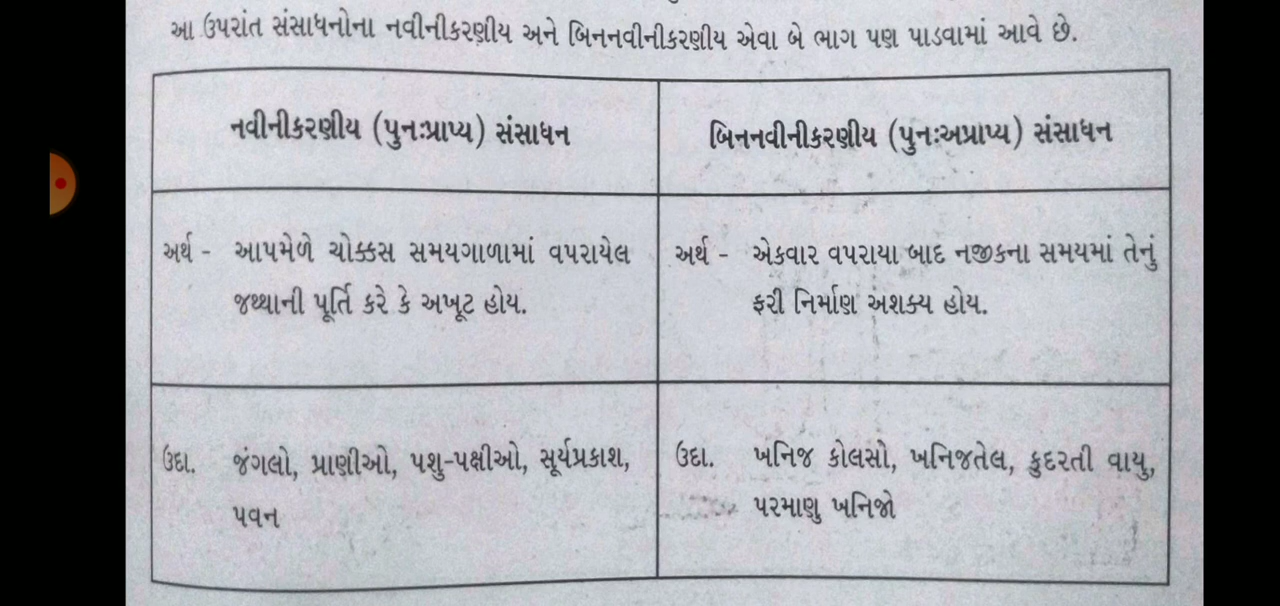 આ ઉપરાંત સંસાધનોના નવીનીકરણીય અને બિનનવીનીકરણીય એવા બે ભાગ પણ પાડવામાં આવે છે.
નવીનીકરણીય (પુનઃપ્રાપ્ય) સંસાધન
બિનનવીનીકરણીય (પુનઃઅપ્રાપ્ય) સંસાધન
અર્થ - આપમેળે ચોક્કસ સમયગાળામાં વપરાયેલ
જથ્થાની પૂર્તિ કરે કે અખૂટ હોય.
અર્થ - એકવાર વપરાયા બાદ નજીકના સમયમાં તેનું
ફરી નિર્માણ અશક્ય હોય.
ઉદા. જંગલો, પ્રાણીઓ, પશુ-પક્ષીઓ, સૂર્યપ્રકાશ,
પવન
ઉદા. ખનિજ કોલસો, ખનિજતેલ, કુદરતી વાયુ,
પરમાણુ ખનિજો